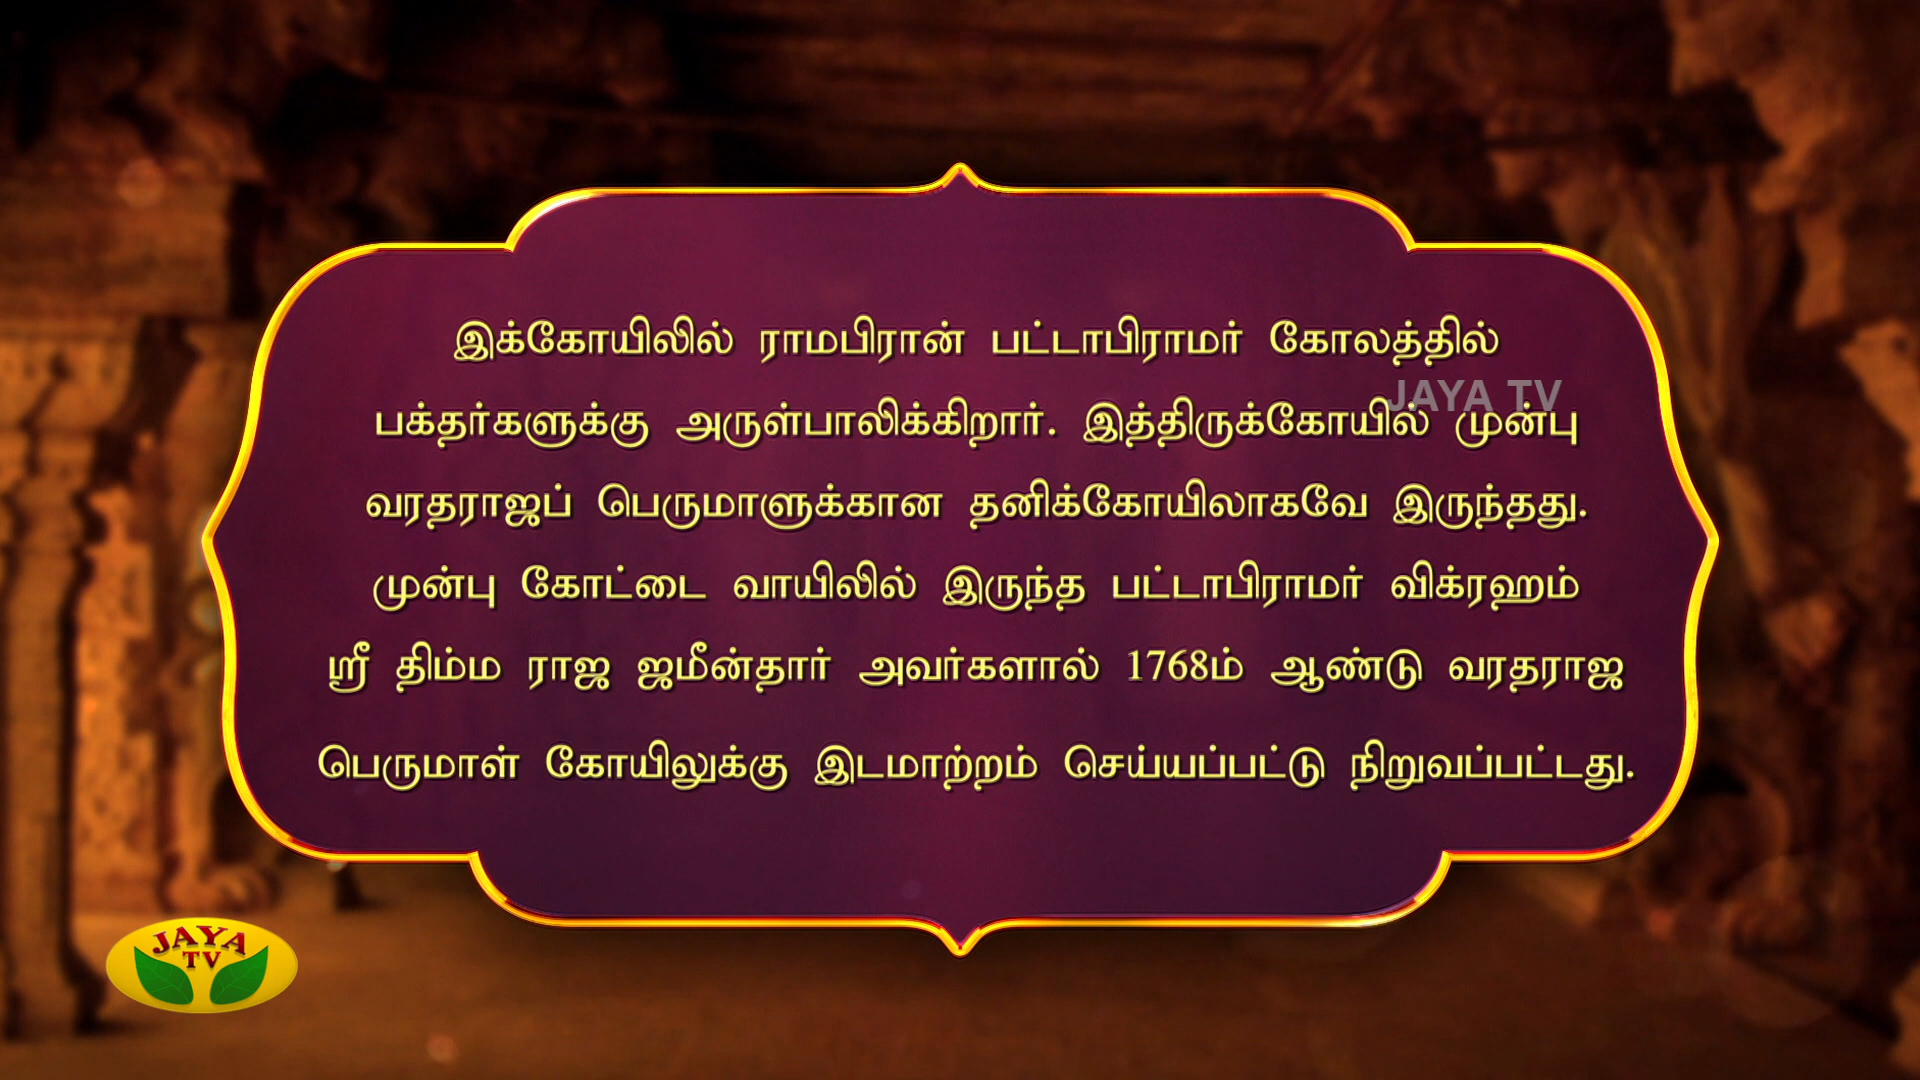 இக்கோயிலில் ராமபிரான் பட்டாபிராமர் கோலத்தில்
JAYA TV
பக்தர்களுக்கு அருள்பாலிக்கிறார். இத்திருக்கோயில் முன்பு
வரதராஜப் பெருமாளுக்கான தனிக்கோயிலாகவே இருந்தது.
முன்பு கோட்டை வாயிலில் இருந்த பட்டாபிராமர் விக்ரஹம்
ஸ்ரீ திம்ம ராஜ ஜமீன்தார் அவர்களால் 1768ம் ஆண்டு வரதராஜ
பெருமாள் கோயிலுக்கு இடமாற்றம் செய்யப்பட்டு நிறுவப்பட்டது.
JAYA
TV